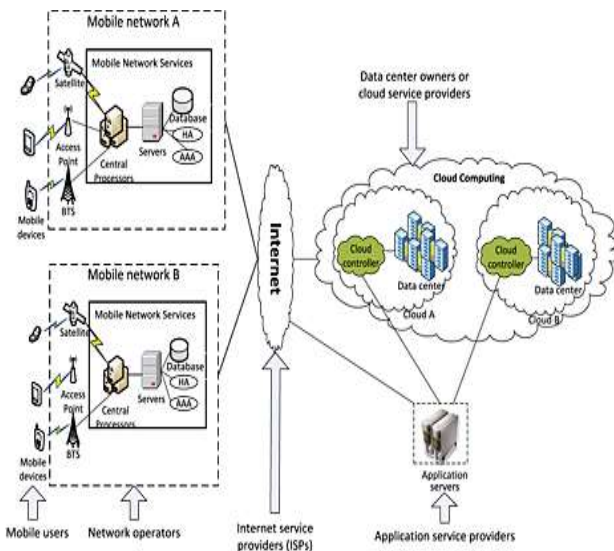 Mobile network A
Mobile Network Services
Satellite
Database
HA
AAA
Servers
Central
Processors
Access
Point
BTS
Mobile
devices
Mobile network B
Mobile Network Services
Satellite
Database
HA
AAA
Servers
Central
Processors
Access
Point
BTS
Mobile
devices
Mobile users
Network operators
Internet
Internet service
providers (ISPs)
Data center owners or
cloud service providers
Cloud Computing
Cloud
controller
Data center
Cloud A
Cloud
controller
Data center
Cloud B
Application
servers
Application service providers